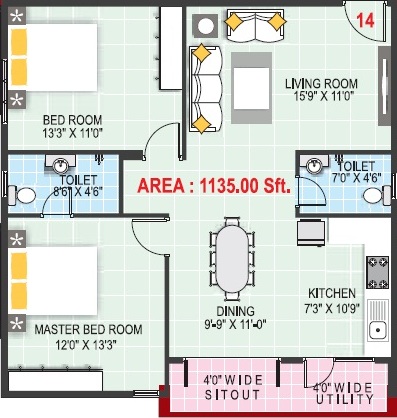 14
LIVING ROOM
15'9" X 11'0"
BED ROOM
13'3" X 11'0"
TOILET
8'6" X 4'6"
TOILET
7'0" X 4'6"
AREA : 1135.00 Sft.
DINING
9'-9" X 11'-0"
KITCHEN
7'3" X 10'9"
MASTER BED ROOM
12'0" X 13'3"
4'0" WIDE
SITOUT
4'0" WIDE
UTILITY